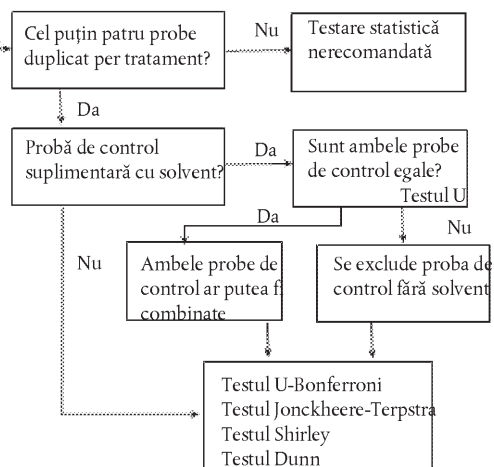 Cel puțin patru probe
duplicat per tratament?
Nu
Testare statistică
nerecomandată
Da
Probă de control
suplimentară cu solvent?
Da
Sunt ambele probe
de control egale?
Testul U
Da
Nu
Nu
Ambele probe de
control ar putea fi
combinate
Se exclude proba de
control fără solvent
Testul U-Bonferroni
Testul Jonckheere-Terpstra
Testul Shirley
Testul Dunn